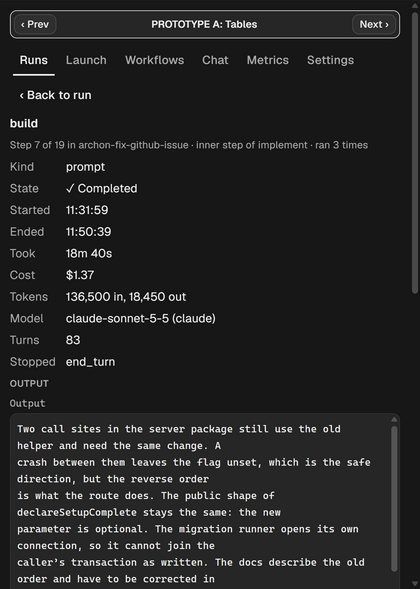 ‹ Prev
PROTOTYPE A: Tables
Next ›
Runs Launch Workflows Chat Metrics Settings
‹ Back to run
build
Step 7 of 19 in archon-fix-github-issue · inner step of implement · ran 3 times
Kind prompt
State ✓ Completed
Started 11:31:59
Ended 11:50:39
Took 18m 40s
Cost $1.37
Tokens 136,500 in, 18,450 out
Model claude-sonnet-5-5 (claude)
Turns 83
Stopped end_turn
OUTPUT
Output
Two call sites in the server package still use the old
helper and need the same change. A
crash between them leaves the flag unset, which is the safe
direction, but the reverse order
is what the route does. The public shape of
declareSetupComplete stays the same: the new
parameter is optional. The migration runner opens its own
connection, so it cannot join the
caller’s transaction as written. The docs describe the old
order and have to be corrected in